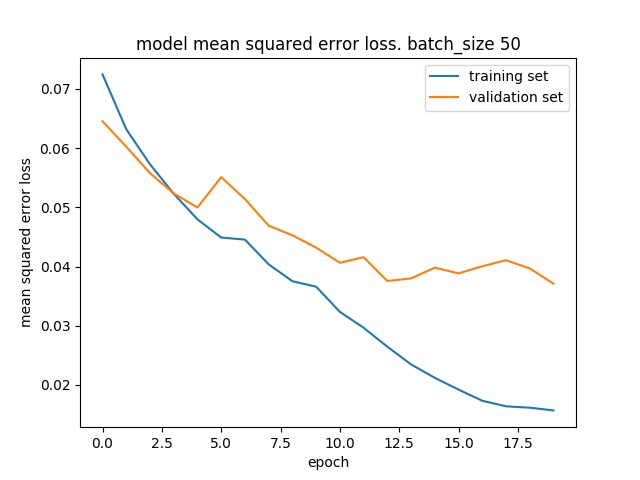 model mean squared error loss. batch_size 50
training set
validation set
mean squared error loss
0.07
0.06
0.05
0.04
0.03
0.02
0.0 2.5 5.0 7.5 10.0 12.5 15.0 17.5
epoch